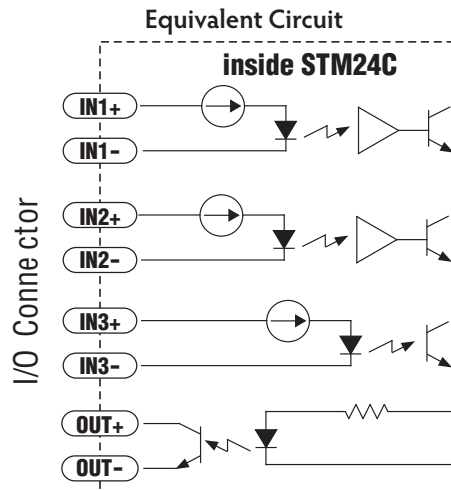 Equivalent Circuit
inside STM24C
IN1+
IN1−
IN2+
IN2−
I/O Conne ctor
IN3+
IN3−
OUT+
OUT−